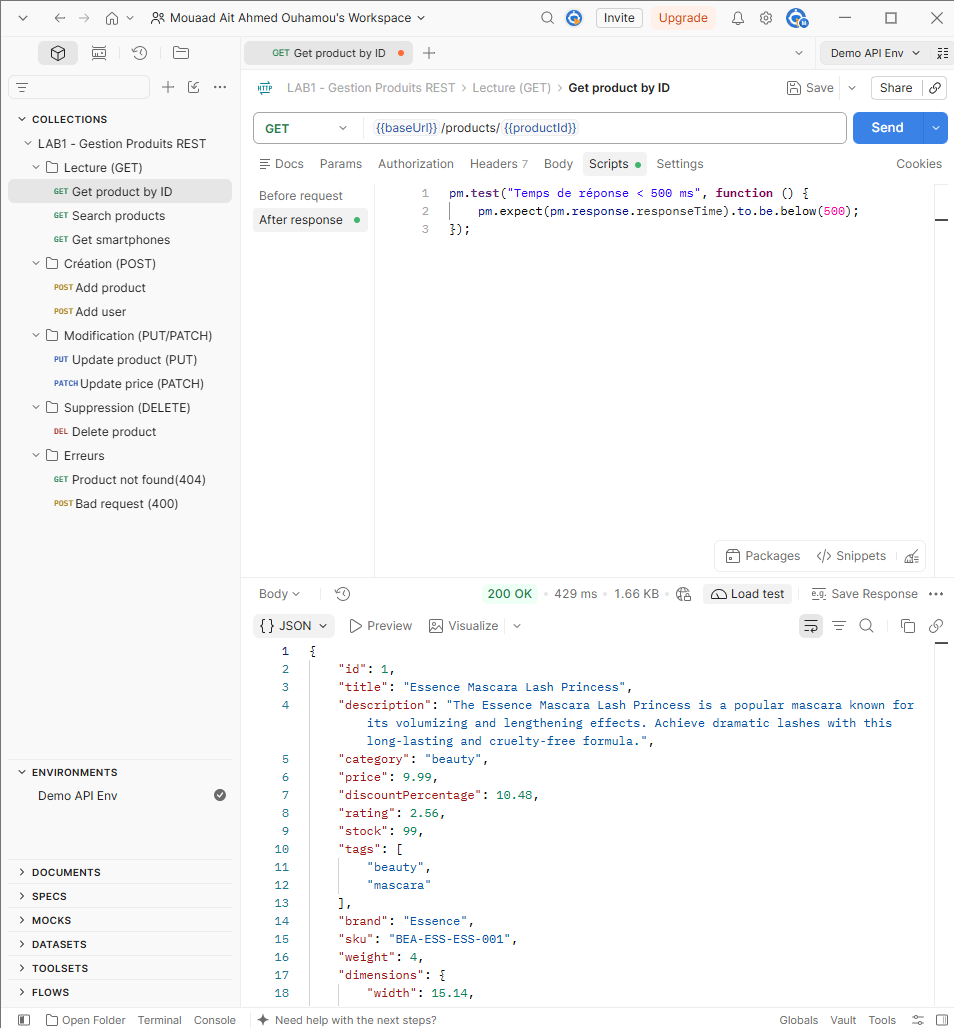 Mouaad Ait Ahmed Ouhamou's Workspace
Invite
Upgrade
GET Get product by ID
Demo API Env
HTTP LAB1 - Gestion Produits REST > Lecture (GET) > Get product by ID
Save
Share
GET
{{baseUrl}} /products/ {{productId}}
Send
Docs Params Authorization Headers 7 Body Scripts Settings Cookies
Before request
After response
1 pm.test("Temps de réponse < 500 ms", function () {
2 pm.expect(pm.response.responseTime).to.be.below(500);
3 });
Packages
Snippets
COLLECTIONS
LAB1 - Gestion Produits REST
Lecture (GET)
GET Get product by ID
GET Search products
GET Get smartphones
Création (POST)
POST Add product
POST Add user
Modification (PUT/PATCH)
PUT Update product (PUT)
PATCH Update price (PATCH)
Suppression (DELETE)
DEL Delete product
Erreurs
GET Product not found(404)
POST Bad request (400)
ENVIRONMENTS
Demo API Env
DOCUMENTS
SPECS
MOCKS
DATASETS
TOOLSETS
FLOWS
Body
200 OK • 429 ms • 1.66 KB •
Load test
e.g. Save Response
{} JSON
Preview
Visualize
1 {
2 "id": 1,
3 "title": "Essence Mascara Lash Princess",
4 "description": "The Essence Mascara Lash Princess is a popular mascara known for
its volumizing and lengthening effects. Achieve dramatic lashes with this
long-lasting and cruelty-free formula.",
5 "category": "beauty",
6 "price": 9.99,
7 "discountPercentage": 10.48,
8 "rating": 2.56,
9 "stock": 99,
10 "tags": [
11 "beauty",
12 "mascara"
13 ],
14 "brand": "Essence",
15 "sku": "BEA-ESS-ESS-001",
16 "weight": 4,
17 "dimensions": {
18 "width": 15.14,
Open Folder Terminal Console
Need help with the next steps?
Globals Vault Tools